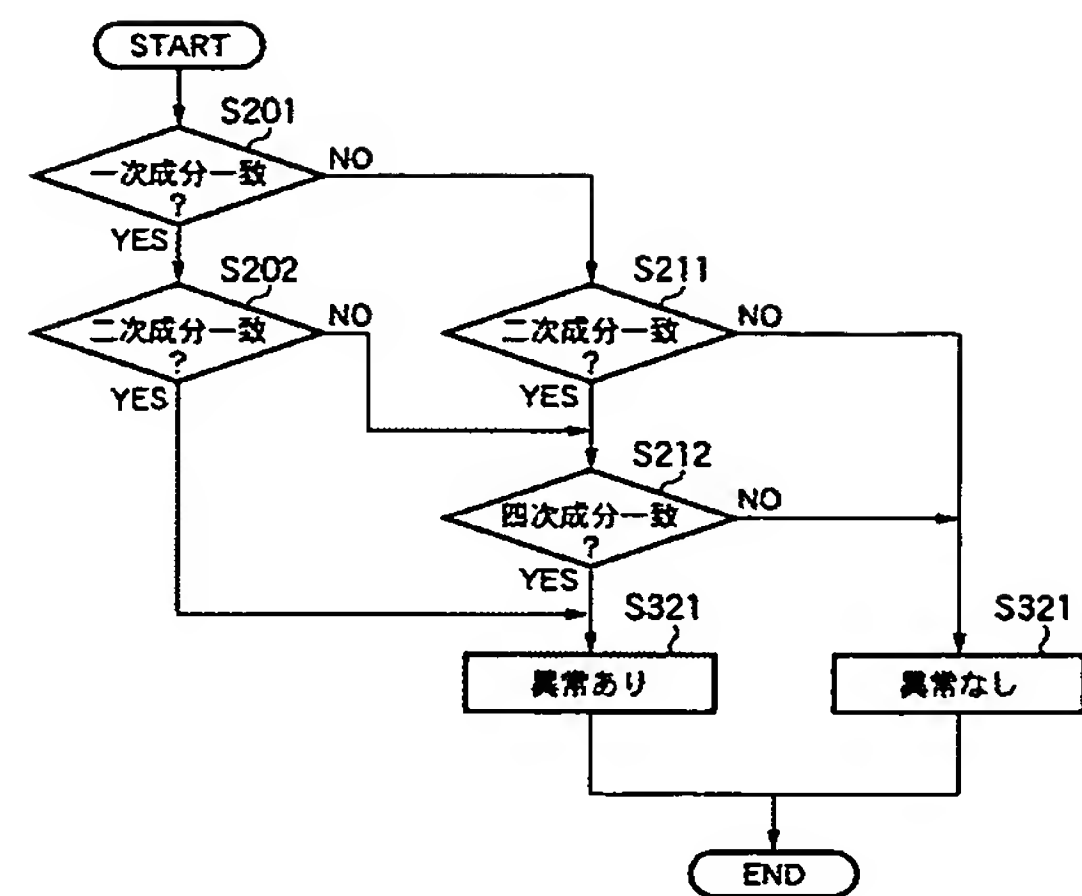 START
S201
一次成分一致
?
NO
YES
S202
二次成分一致
?
NO
YES
S211
二次成分一致
?
NO
YES
S212
四次成分一致
?
NO
YES
S321
異常あり
S321
異常なし
END